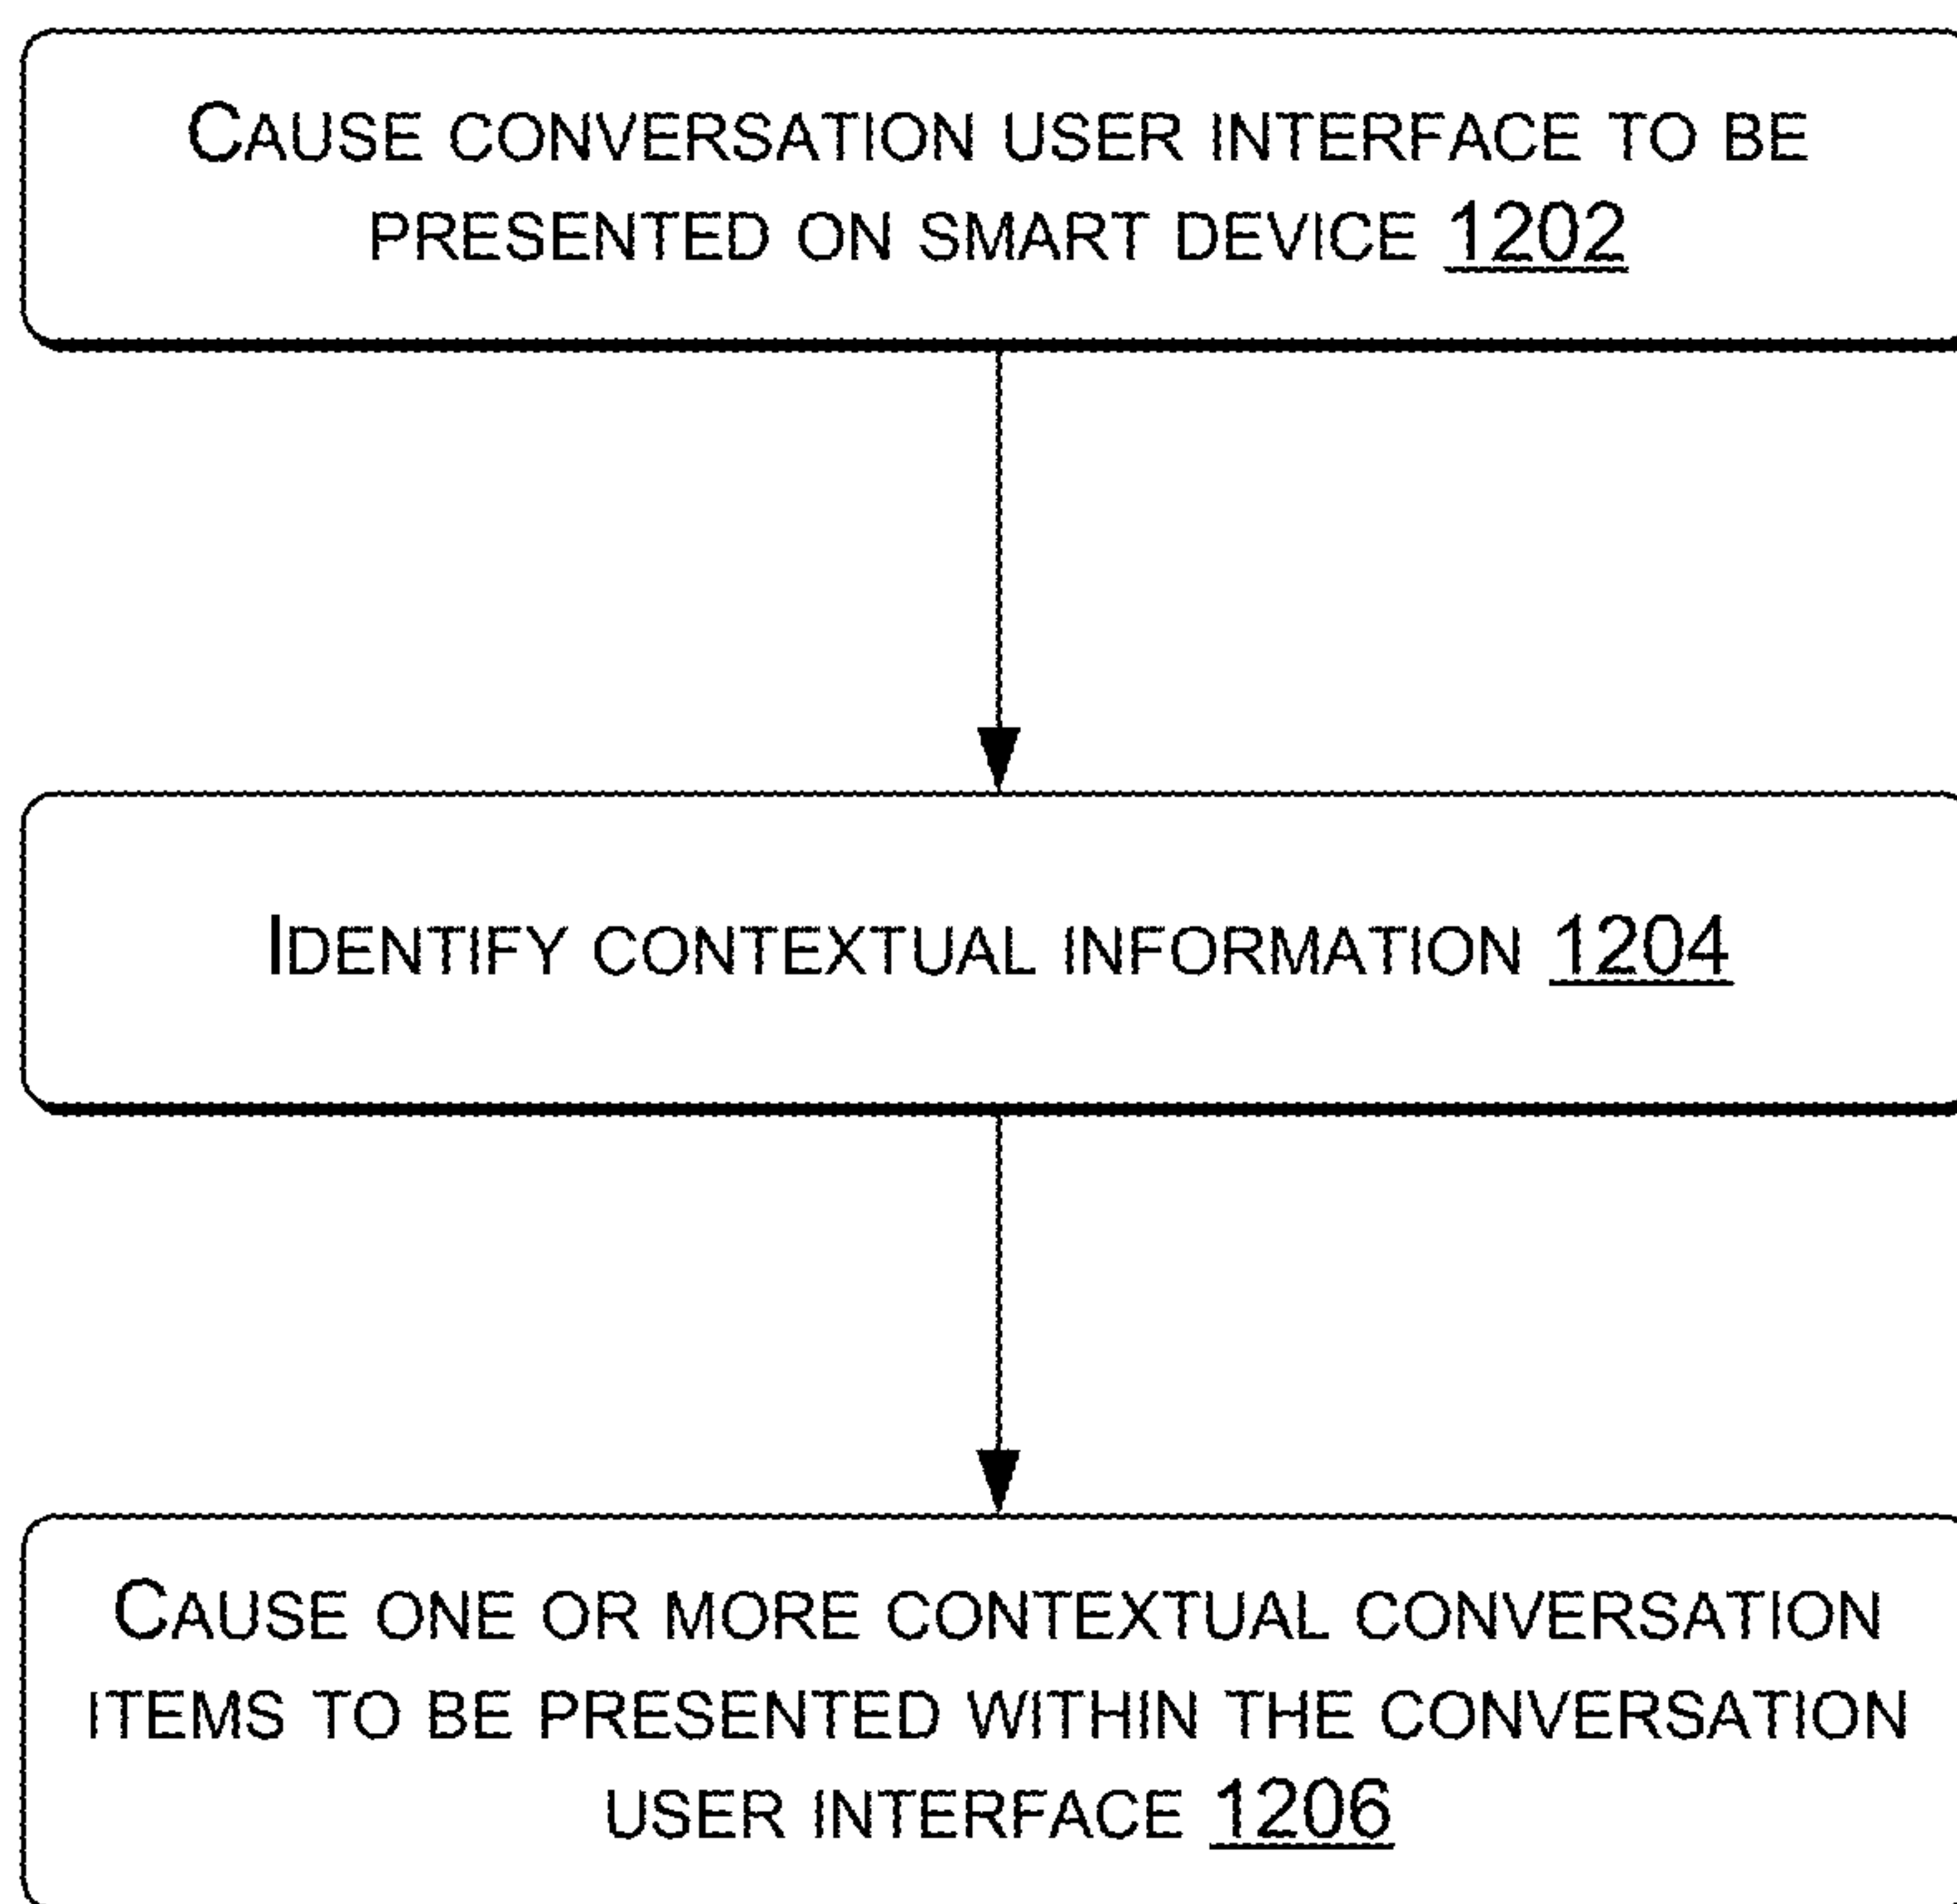 CAUSE CONVERSATION USER INTERFACE TO BE
PRESENTED ON SMART DEVICE 1202
IDENTIFY CONTEXTUAL INFORMATION 1204
CAUSE ONE OR MORE CONTEXTUAL CONVERSATION
ITEMS TO BE PRESENTED WITHIN THE CONVERSATION
USER INTERFACE 1206